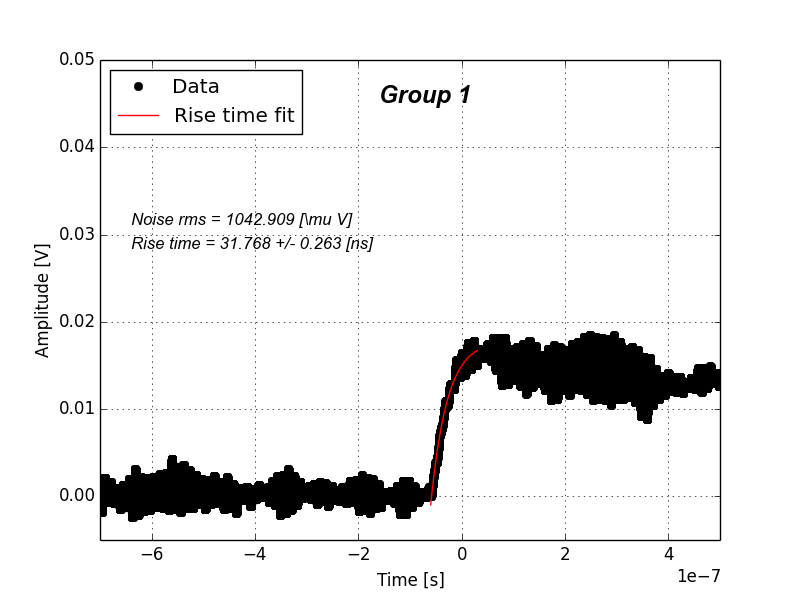 0.05
Data
Rise time fit
Group 1
0.04
Noise rms = 1042.909 [\mu V]
0.03
Rise time = 31.768 +/- 0.263 [ns]
Amplitude [V]
0.02
0.01
0.00
−6 −4 −2 0 2 4
Time [s]
1e−7